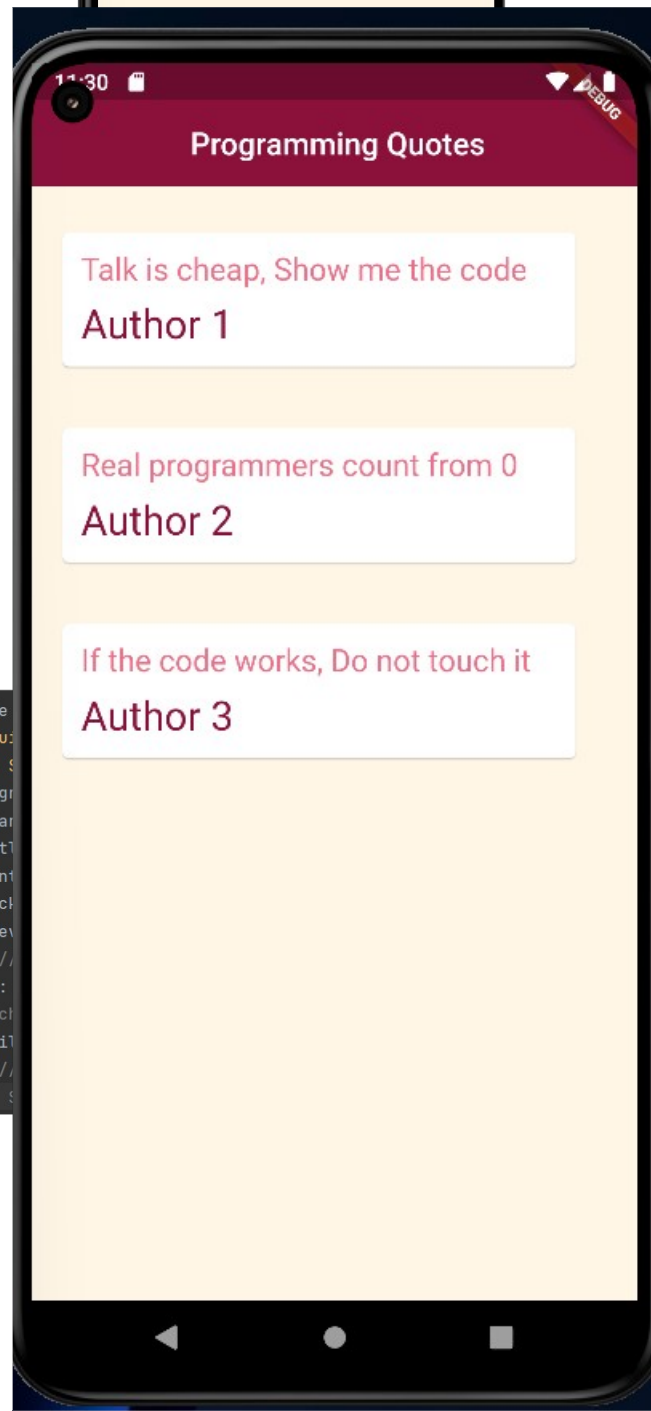 11:30
DEBUG
Programming Quotes
Talk is cheap, Show me the code
Author 1
Real programmers count from 0
Author 2
If the code works, Do not touch it
Author 3